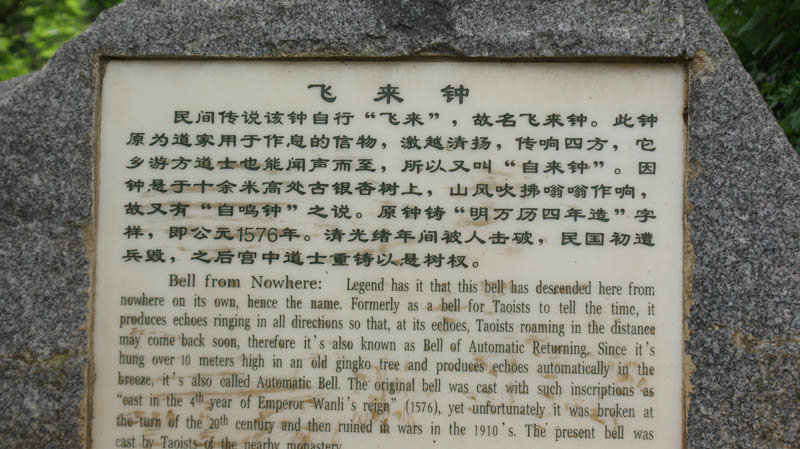 飞来钟
民间传说该钟自行“飞来”，故名飞来钟。此钟
原为道家用于作息的信物，激越清扬，传响四方，它
乡游方道士也能闻声而至，所以又叫“自来钟”。因
钟悬于十余米高处古银杏树上，山风吹拂嗡嗡作响，
故又有“自鸣钟”之说。原钟铸“明万历四年造”字
样，即公元1576年。清光绪年间被人击破，民国初遭
兵毁，之后宫中道士重铸以悬树杈。
Bell from Nowhere: Legend has it that this bell has descended here from
nowhere on its own, hence the name. Formerly as a bell for Taoists to tell the time, it
produces echoes ringing in all directions so that, at its echoes, Taoists roaming in the distance
may come back soon, therefore it's also known as Bell of Automatic Returning. Since it's
hung over 10 meters high in an old gingko tree and produces echoes automatically in the
breeze, it's also called Automatic Bell. The original bell was cast with such inscriptions as
“cast in the 4th year of Emperor Wanli's reign” (1576), yet unfortunately it was broken at
the turn of the 20th century and then ruined in wars in the 1910's. The present bell was
cast by Taoists of the nearby monastery.